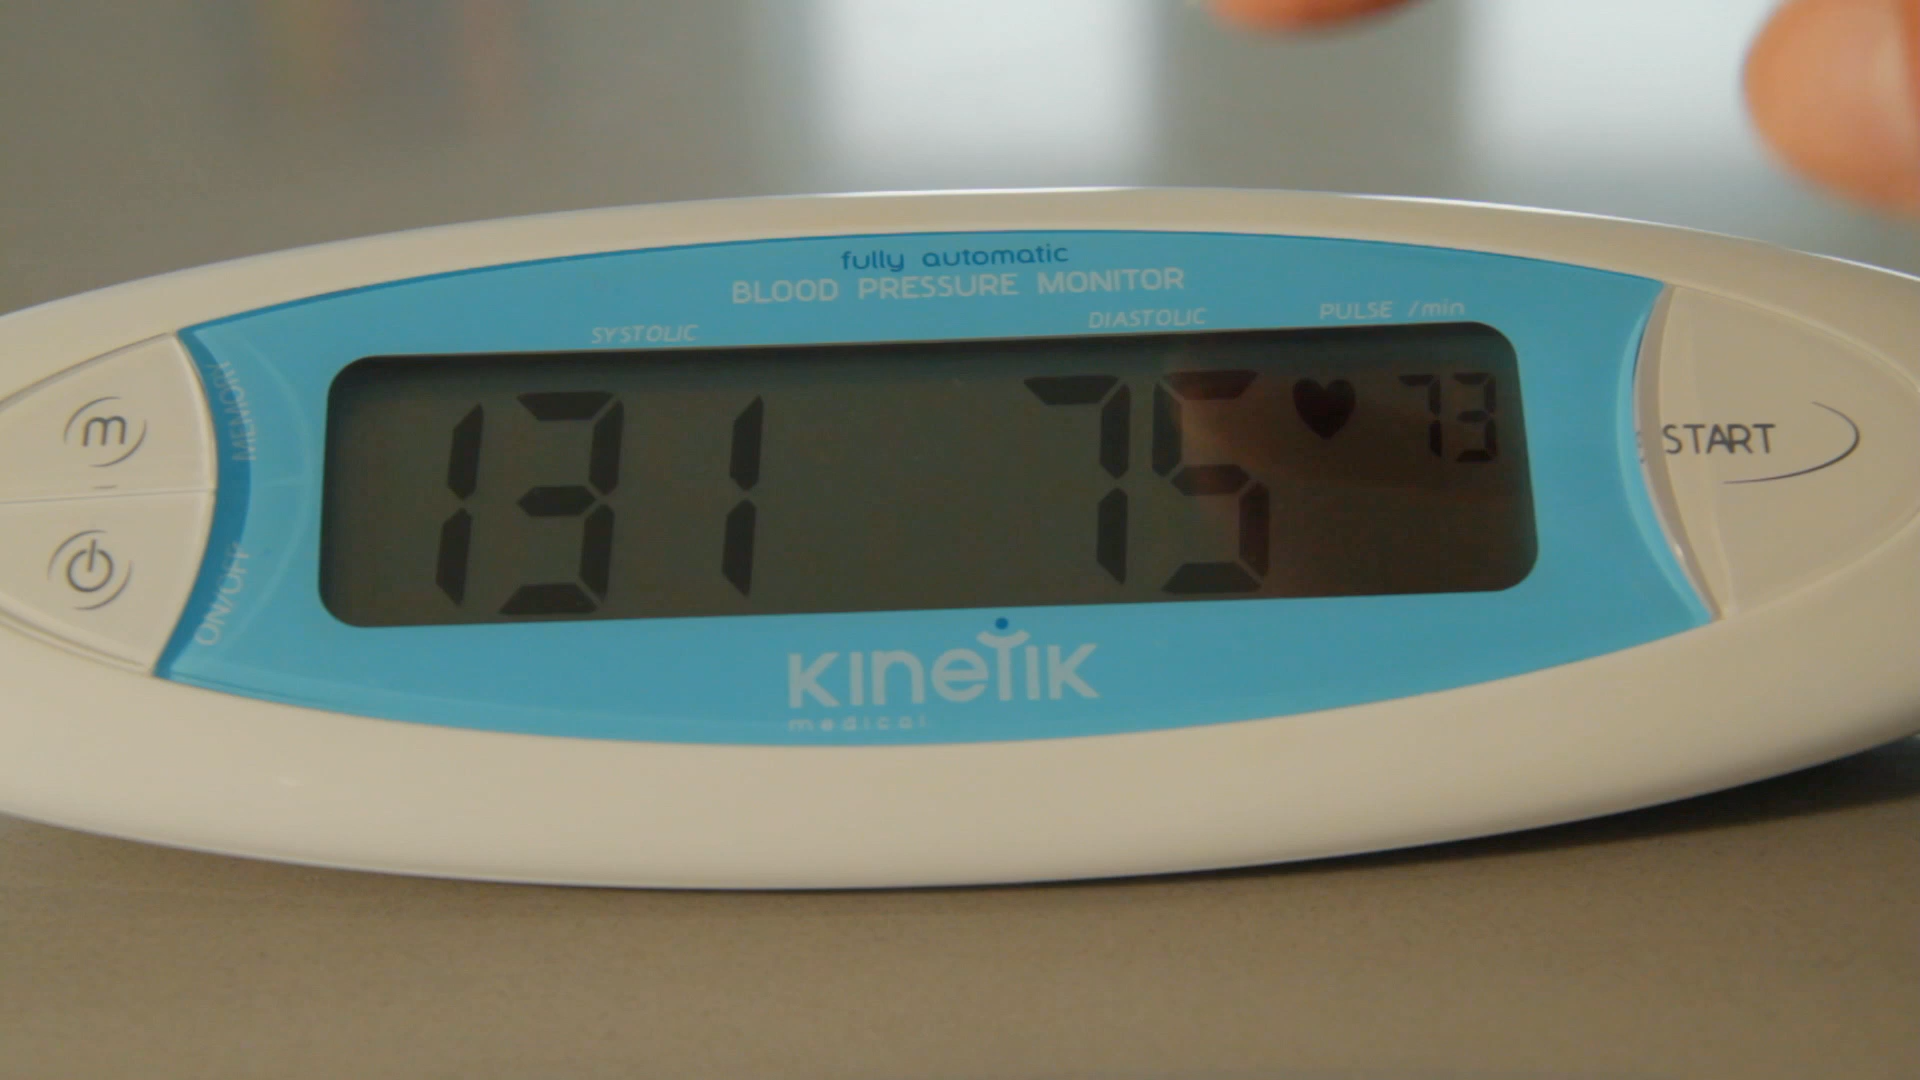 fully automatic
BLOOD PRESSURE MONITOR
SYSTOLIC DIASTOLIC PULSE /min
131 75 73
m MEMORY
START
ON/OFF
KINETIK
medical